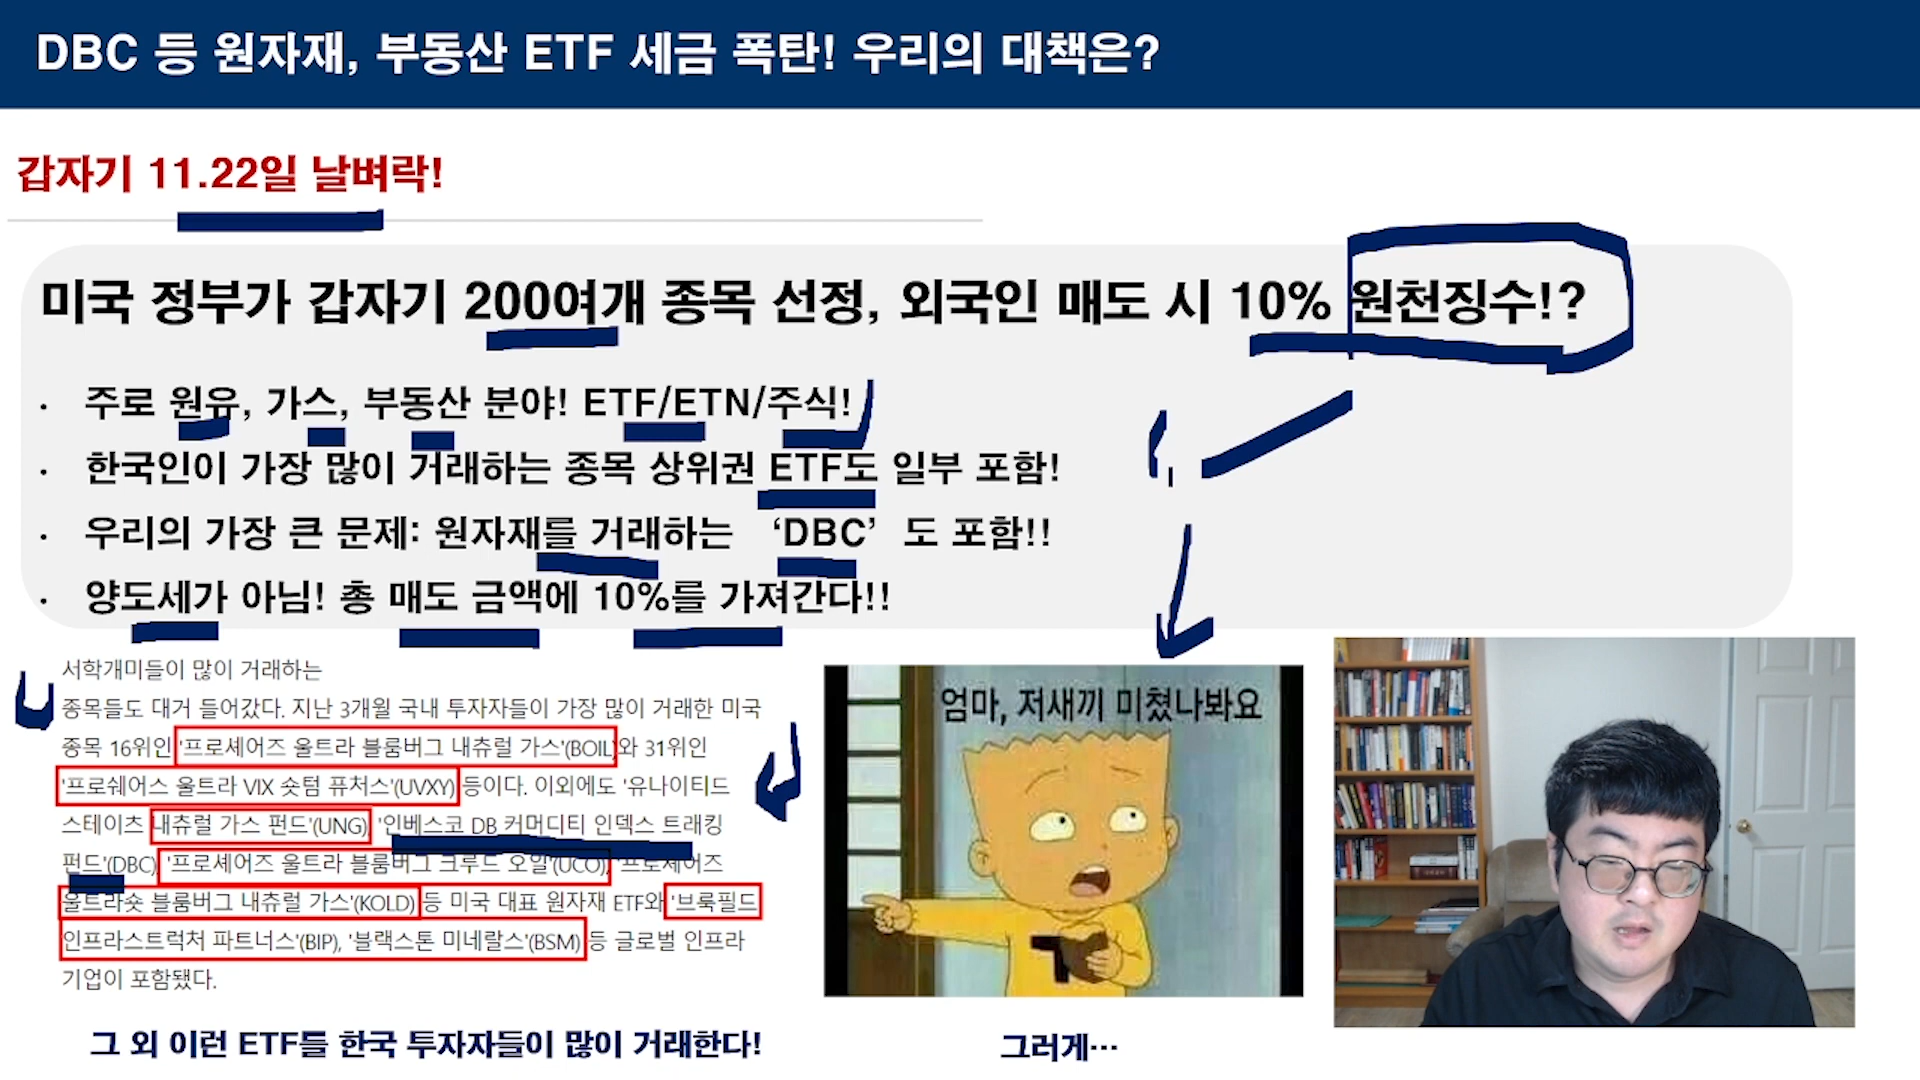 DBC 등 원자재, 부동산 ETF 세금 폭탄! 우리의 대책은?
갑자기 11.22일 날벼락!
미국 정부가 갑자기 200여개 종목 선정, 외국인 매도 시 10% 원천징수!?
· 주로 원유, 가스, 부동산 분야! ETF/ETN/주식!
· 한국인이 가장 많이 거래하는 종목 상위권 ETF도 일부 포함!
· 우리의 가장 큰 문제: 원자재를 거래하는 ‘DBC’ 도 포함!!
· 양도세가 아님! 총 매도 금액에 10%를 가져간다!!
서학개미들이 많이 거래하는
종목들도 대거 들어갔다. 지난 3개월 국내 투자자들이 가장 많이 거래한 미국
종목 16위인 '프로셰어즈 울트라 블룸버그 내츄럴 가스'(BOIL)와 31위인
'프로쉐어스 울트라 VIX 숏텀 퓨처스'(UVXY) 등이다. 이외에도 '유나이티드
스테이츠 내츄럴 가스 펀드'(UNG), '인베스코 DB 커머디티 인덱스 트래킹
펀드'(DBC), '프로셰어즈 울트라 블룸버그 크루드 오일'(UCO), '프로셰어즈
울트라숏 블룸버그 내츄럴 가스'(KOLD) 등 미국 대표 원자재 ETF와 '브룩필드
인프라스트럭처 파트너스'(BIP), '블랙스톤 미네랄스'(BSM) 등 글로벌 인프라
기업이 포함됐다.
엄마, 저새끼 미쳤나봐요
그 외 이런 ETF를 한국 투자자들이 많이 거래한다!
그러게…